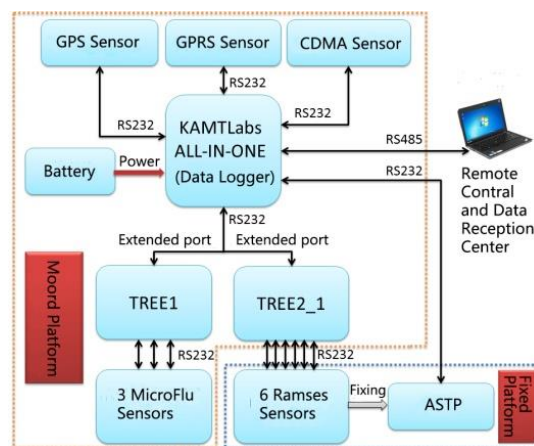 GPS Sensor
GPRS Sensor
CDMA Sensor
RS232
RS232
RS232
KAMTLabs
ALL-IN-ONE
(Data Logger)
RS485
RS232
Battery
Power
Remote
Contral
and Data
Reception
Center
RS232
Extended port
Extended port
TREE1
TREE2_1
Moord Platform
RS232
RS232
3 MicroFlu
Sensors
6 Ramses
Sensors
Fixing
ASTP
Fixed
Platform